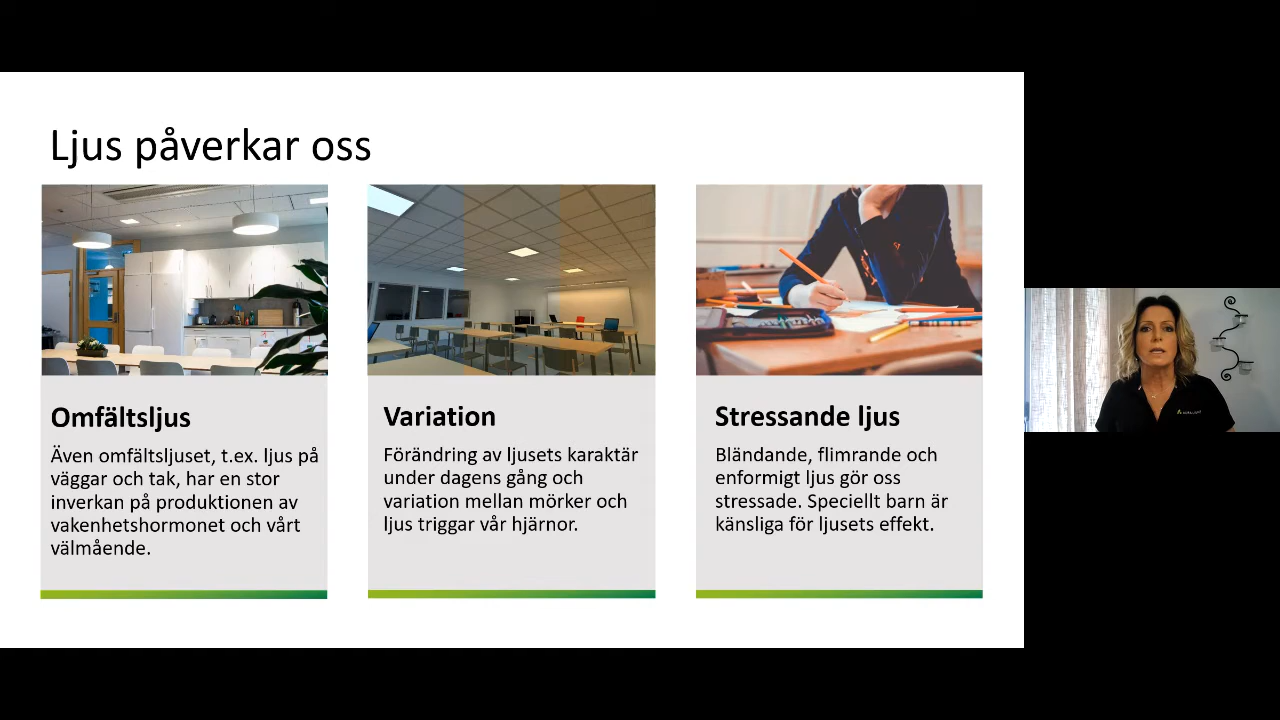 Ljus påverkar oss
Omfältsljus
Även omfältsljuset, t.ex. ljus på
väggar och tak, har en stor
inverkan på produktionen av
vakenhetshormonet och vårt
välmående.
Variation
Förändring av ljusets karaktär
under dagens gång och
variation mellan mörker och
ljus triggar vår hjärnor.
Stressande ljus
Bländande, flimrande och
enformigt ljus gör oss
stressade. Speciellt barn är
känsliga för ljusets effekt.